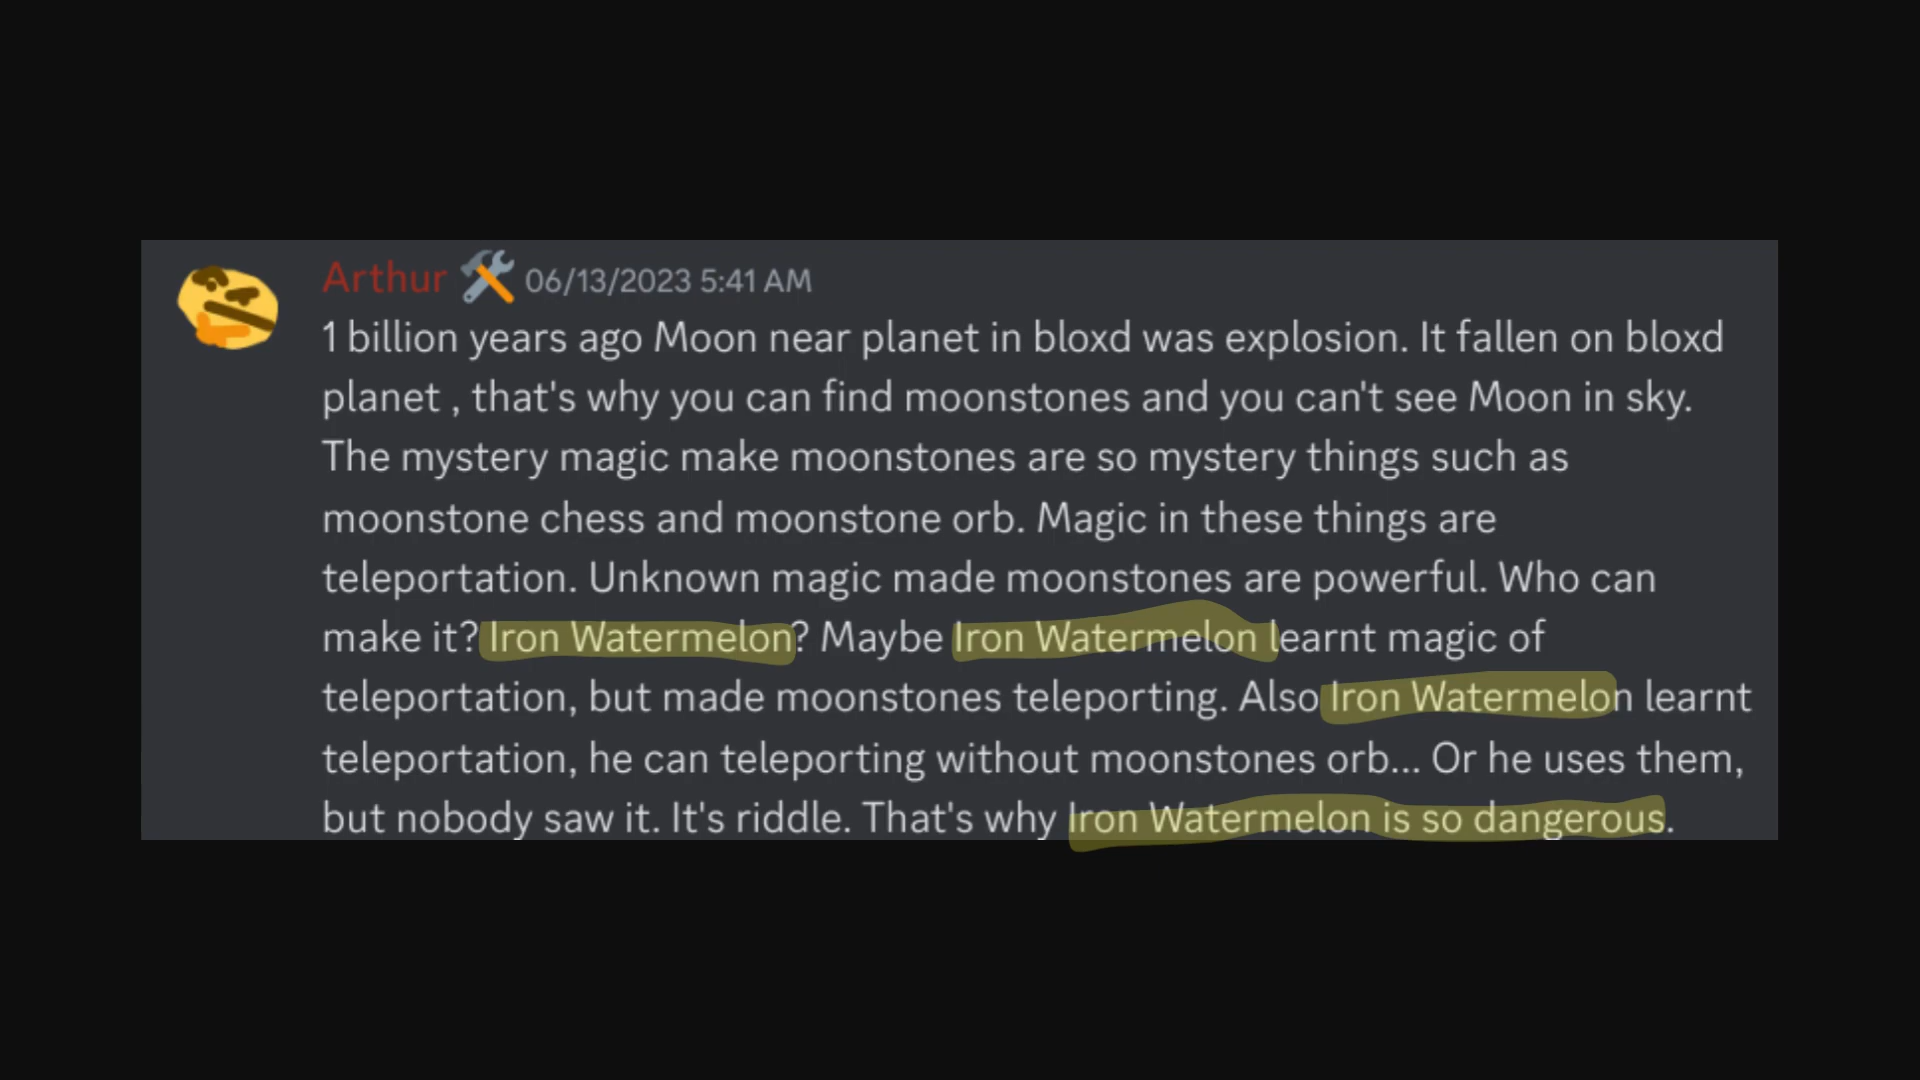 Arthur 06/13/2023 5:41 AM
1 billion years ago Moon near planet in bloxd was explosion. It fallen on bloxd
planet , that's why you can find moonstones and you can't see Moon in sky.
The mystery magic make moonstones are so mystery things such as
moonstone chess and moonstone orb. Magic in these things are
teleportation. Unknown magic made moonstones are powerful. Who can
make it? Iron Watermelon? Maybe Iron Watermelon learnt magic of
teleportation, but made moonstones teleporting. Also Iron Watermelon learnt
teleportation, he can teleporting without moonstones orb... Or he uses them,
but nobody saw it. It's riddle. That's why Iron Watermelon is so dangerous.